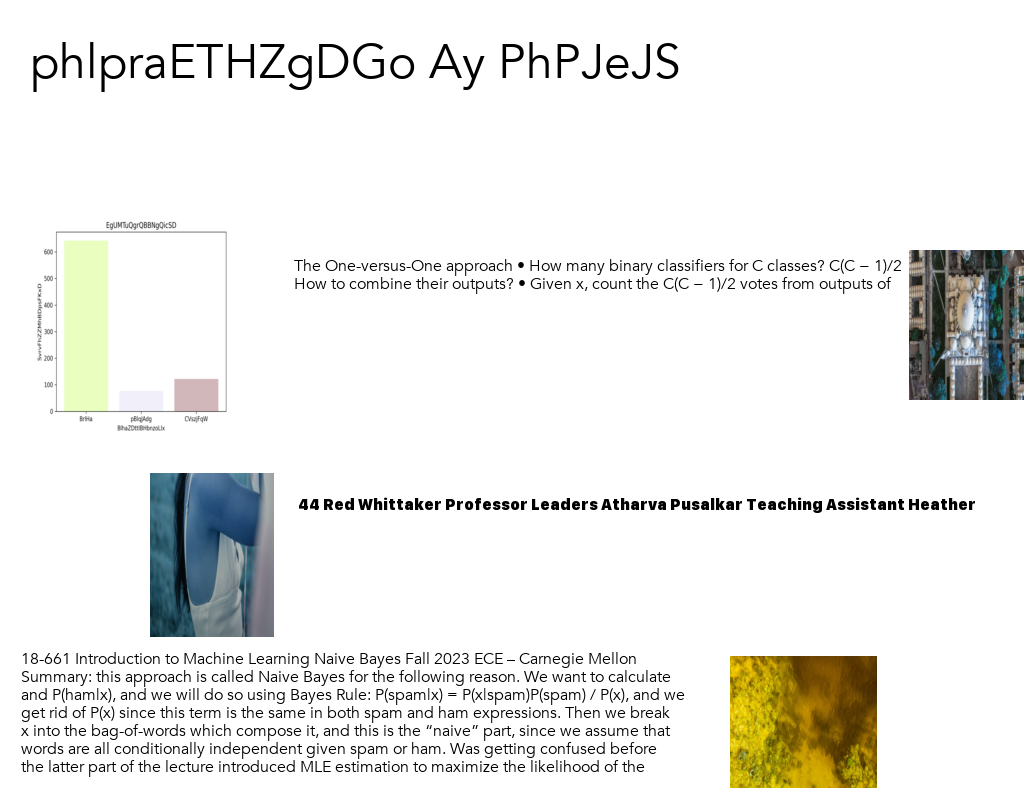 phlpraETHZgDGo Ay PhPJeJS
EgUMTuQgrQBBNgQicSD
600
500
400
300
200
100
0
BrlHa
pBlqjAdg
CVszjFqW
The One-versus-One approach • How many binary classifiers for C classes? C(C − 1)/2
How to combine their outputs? • Given x, count the C(C − 1)/2 votes from outputs of
44 Red Whittaker Professor Leaders Atharva Pusalkar Teaching Assistant Heather
18-661 Introduction to Machine Learning Naive Bayes Fall 2023 ECE – Carnegie Mellon
Summary: this approach is called Naive Bayes for the following reason. We want to calculate
and P(ham|x), and we will do so using Bayes Rule: P(spam|x) = P(x|spam)P(spam) / P(x), and we
get rid of P(x) since this term is the same in both spam and ham expressions. Then we break
x into the bag-of-words which compose it, and this is the “naive” part, since we assume that
words are all conditionally independent given spam or ham. Was getting confused before
the latter part of the lecture introduced MLE estimation to maximize the likelihood of the